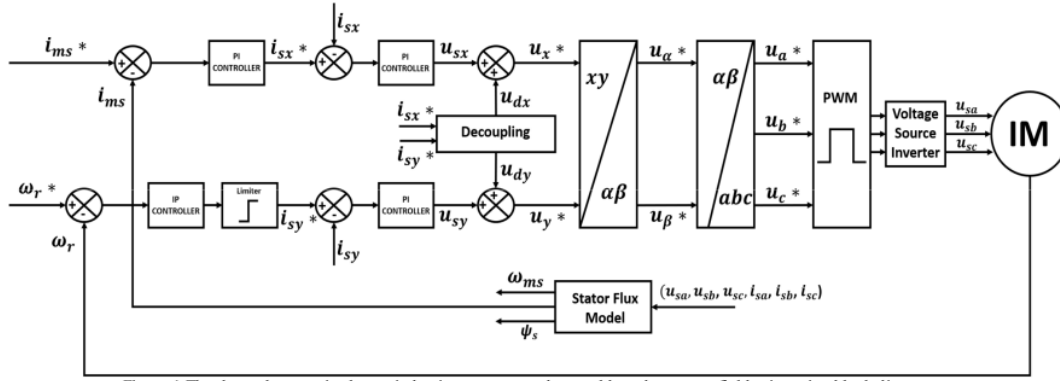 i_sx
i_ms * PI CONTROLLER i_sx * PI CONTROLLER u_sx u_x * xy u_α * αβ u_a * PWM
i_ms
u_dx
i_sx *
Decoupling
i_sy *
u_b *
Voltage Source Inverter
u_sa
u_sb
u_sc
IM
u_dy
ω_r * IP CONTROLLER Limiter i_sy * PI CONTROLLER u_sy u_y * αβ u_β * abc u_c *
ω_r
i_sy
ω_ms
Stator Flux Model
(u_sa, u_sb, u_sc, i_sa, i_sb, i_sc)
ψ_s